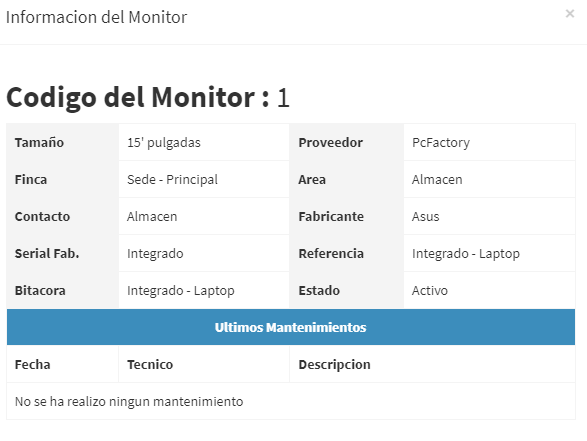 Informacion del Monitor
×
Codigo del Monitor : 1
Tamaño 15' pulgadas Proveedor PcFactory
Finca Sede - Principal Area Almacen
Contacto Almacen Fabricante Asus
Serial Fab. Integrado Referencia Integrado - Laptop
Bitacora Integrado - Laptop Estado Activo
Ultimos Mantenimientos
Fecha Tecnico Descripcion
No se ha realizo ningun mantenimiento